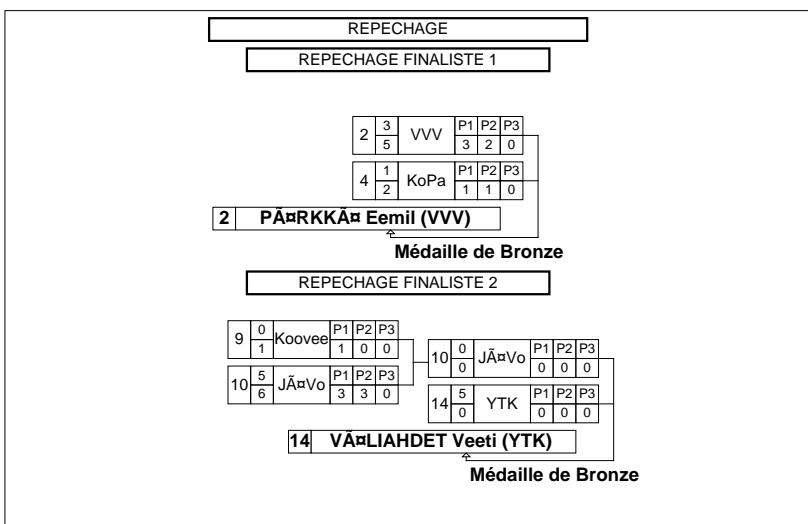 REPECHAGE
REPECHAGE FINALISTE 1
2 3 5 VVV P1 P2 P3 3 2 0
4 1 2 KoPa P1 P2 P3 1 1 0
2 PÃ¤RKKÃ¤ Eemil (VVV)
Médaille de Bronze
REPECHAGE FINALISTE 2
9 0 1 Koovee P1 P2 P3 1 0 0
10 5 6 JÃ¤Vo P1 P2 P3 3 3 0
10 0 0 JÃ¤Vo P1 P2 P3 0 0 0
14 5 0 YTK P1 P2 P3 0 0 0
14 VÃ¤LIAHDET Veeti (YTK)
Médaille de Bronze